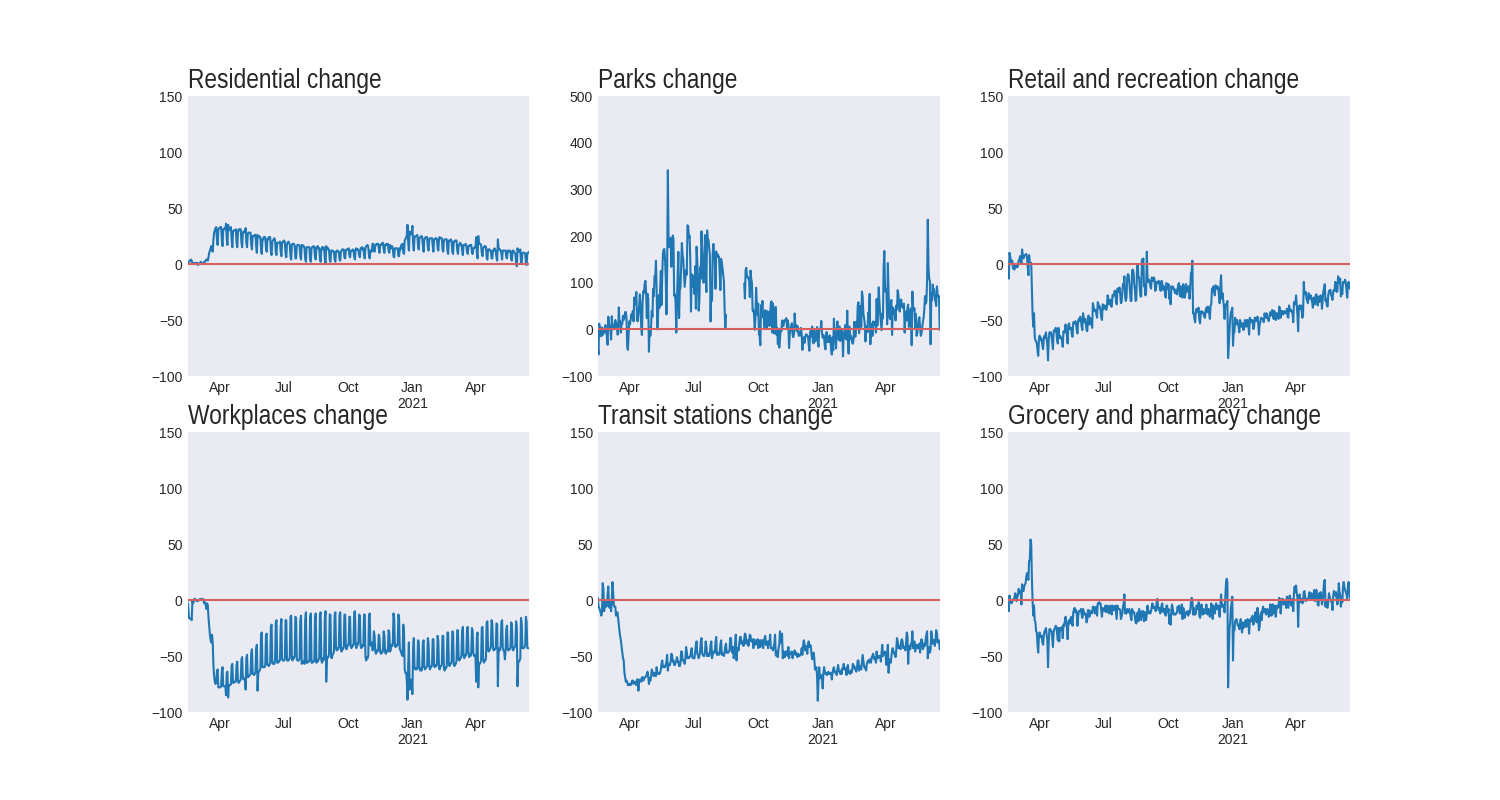 Residential change
Parks change
Retail and recreation change
150
100
50
0
−50
−100
Apr
Jul
Oct
Jan
2021
Apr
500
400
300
200
100
0
−100
Apr
Jul
Oct
Jan
2021
Apr
150
100
50
0
−50
−100
Apr
Jul
Oct
Jan
2021
Apr
Workplaces change
Transit stations change
Grocery and pharmacy change
150
100
50
0
−50
−100
Apr
Jul
Oct
Jan
2021
Apr
150
100
50
0
−50
−100
Apr
Jul
Oct
Jan
2021
Apr
150
100
50
0
−50
−100
Apr
Jul
Oct
Jan
2021
Apr